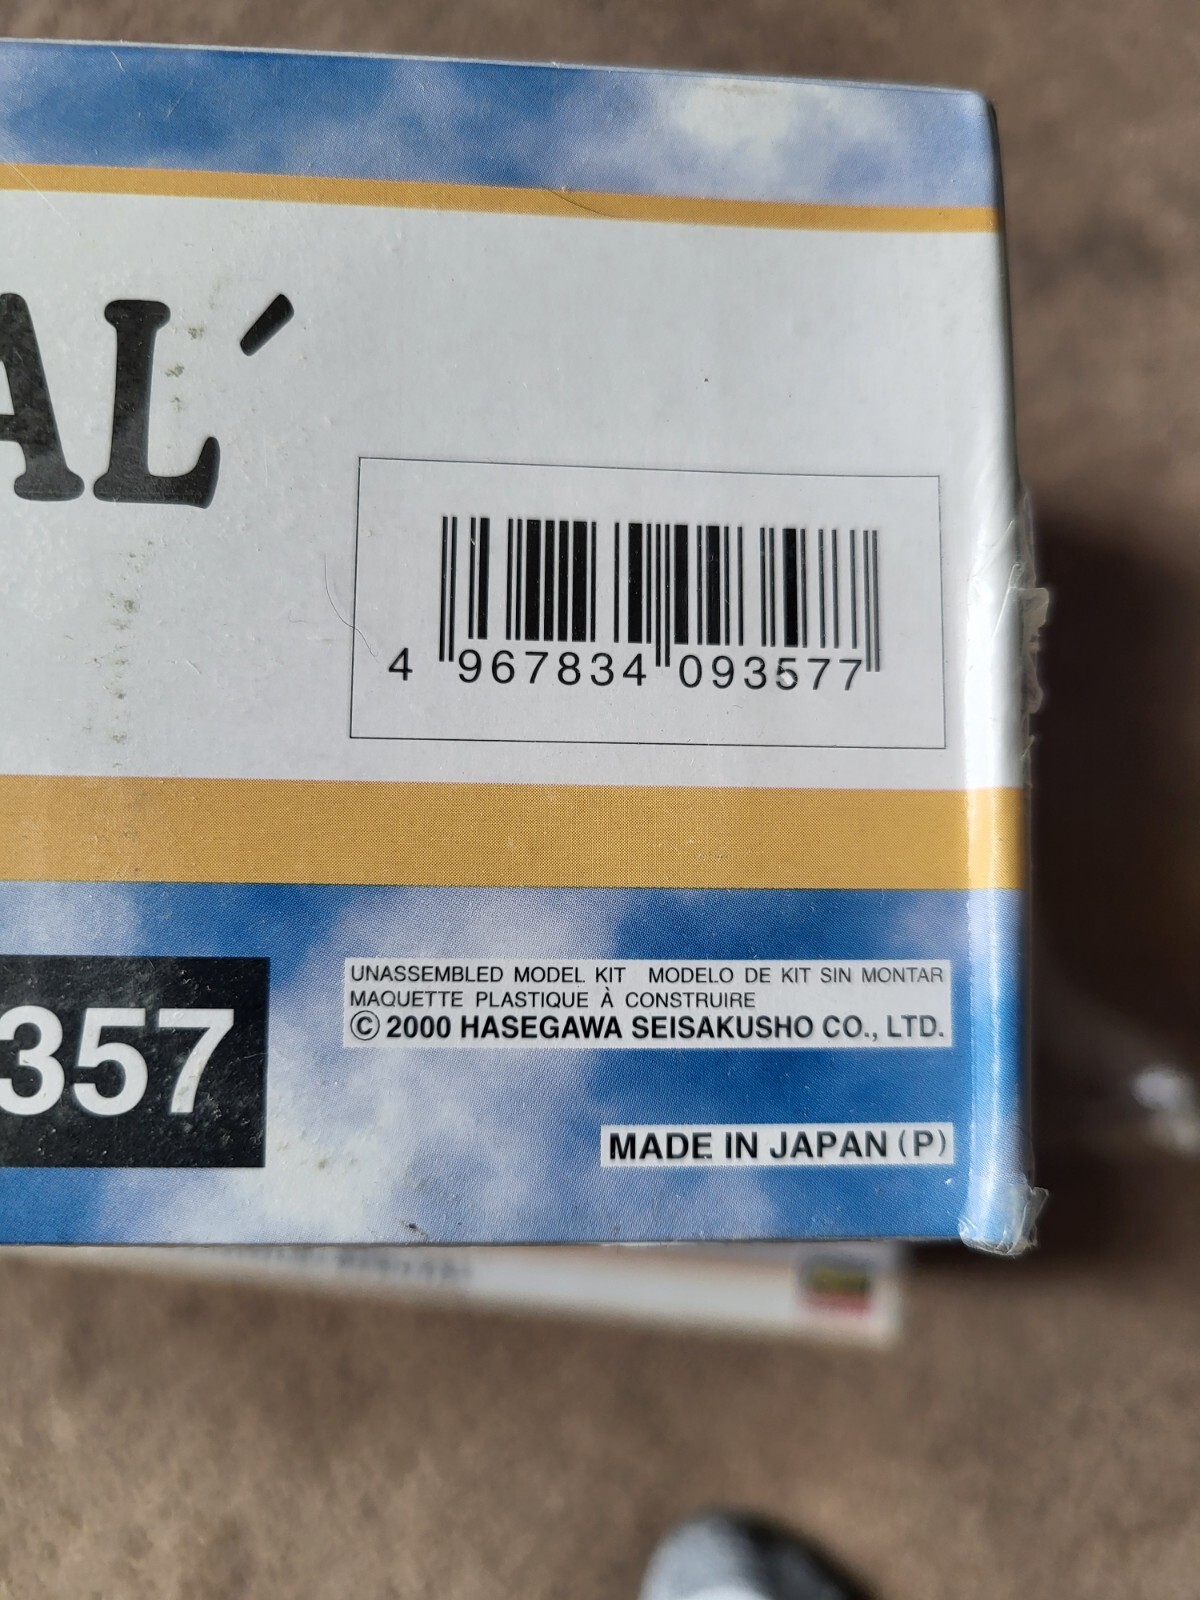 AL´
4 967834 093577
357
UNASSEMBLED MODEL KIT MODELO DE KIT SIN MONTAR
MAQUETTE PLASTIQUE À CONSTRUIRE
© 2000 HASEGAWA SEISAKUSHO CO., LTD.
MADE IN JAPAN (P)